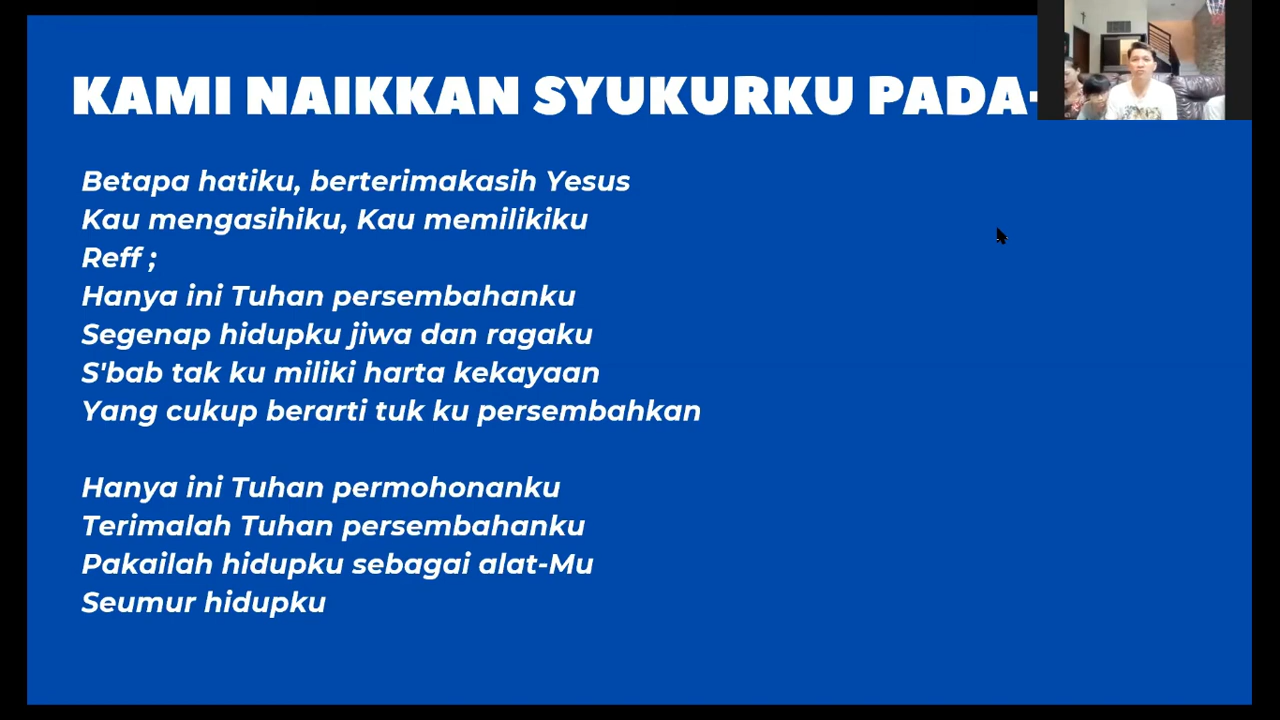 KAMI NAIKKAN SYUKURKU PADA-
Betapa hatiku, berterimakasih Yesus
Kau mengasihiku, Kau memilikiku
Reff ;
Hanya ini Tuhan persembahanku
Segenap hidupku jiwa dan ragaku
S'bab tak ku miliki harta kekayaan
Yang cukup berarti tuk ku persembahkan
Hanya ini Tuhan permohonanku
Terimalah Tuhan persembahanku
Pakailah hidupku sebagai alat-Mu
Seumur hidupku